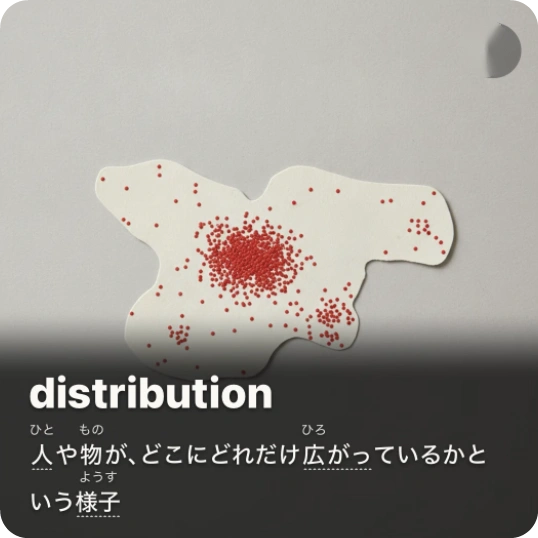 distribution
ひと もの ひろ
人や物が、どこにどれだけ広がっているかと
ようす
いう様子